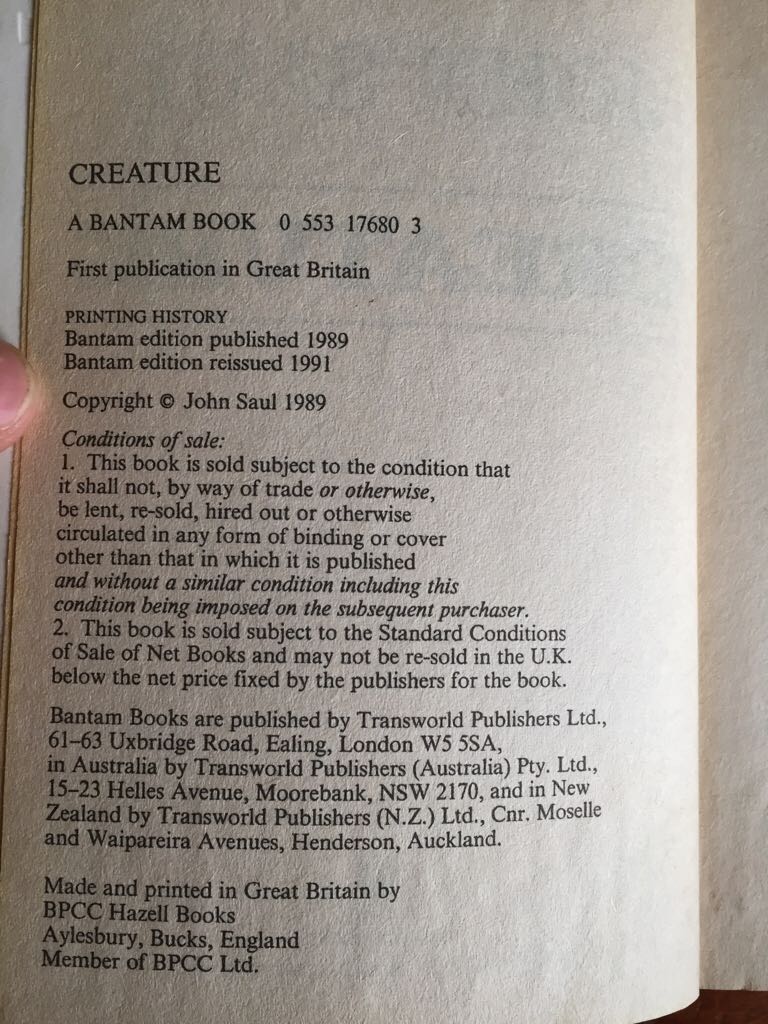 CREATURE
A BANTAM BOOK 0 553 17680 3
First publication in Great Britain
PRINTING HISTORY
Bantam edition published 1989
Bantam edition reissued 1991
Copyright © John Saul 1989
Conditions of sale:
1. This book is sold subject to the condition that
it shall not, by way of trade or otherwise,
be lent, re-sold, hired out or otherwise
circulated in any form of binding or cover
other than that in which it is published
and without a similar condition including this
condition being imposed on the subsequent purchaser.
2. This book is sold subject to the Standard Conditions
of Sale of Net Books and may not be re-sold in the U.K.
below the net price fixed by the publishers for the book.
Bantam Books are published by Transworld Publishers Ltd.,
61–63 Uxbridge Road, Ealing, London W5 5SA,
in Australia by Transworld Publishers (Australia) Pty. Ltd.,
15–23 Helles Avenue, Moorebank, NSW 2170, and in New
Zealand by Transworld Publishers (N.Z.) Ltd., Cnr. Moselle
and Waipareira Avenues, Henderson, Auckland.
Made and printed in Great Britain by
BPCC Hazell Books
Aylesbury, Bucks, England
Member of BPCC Ltd.